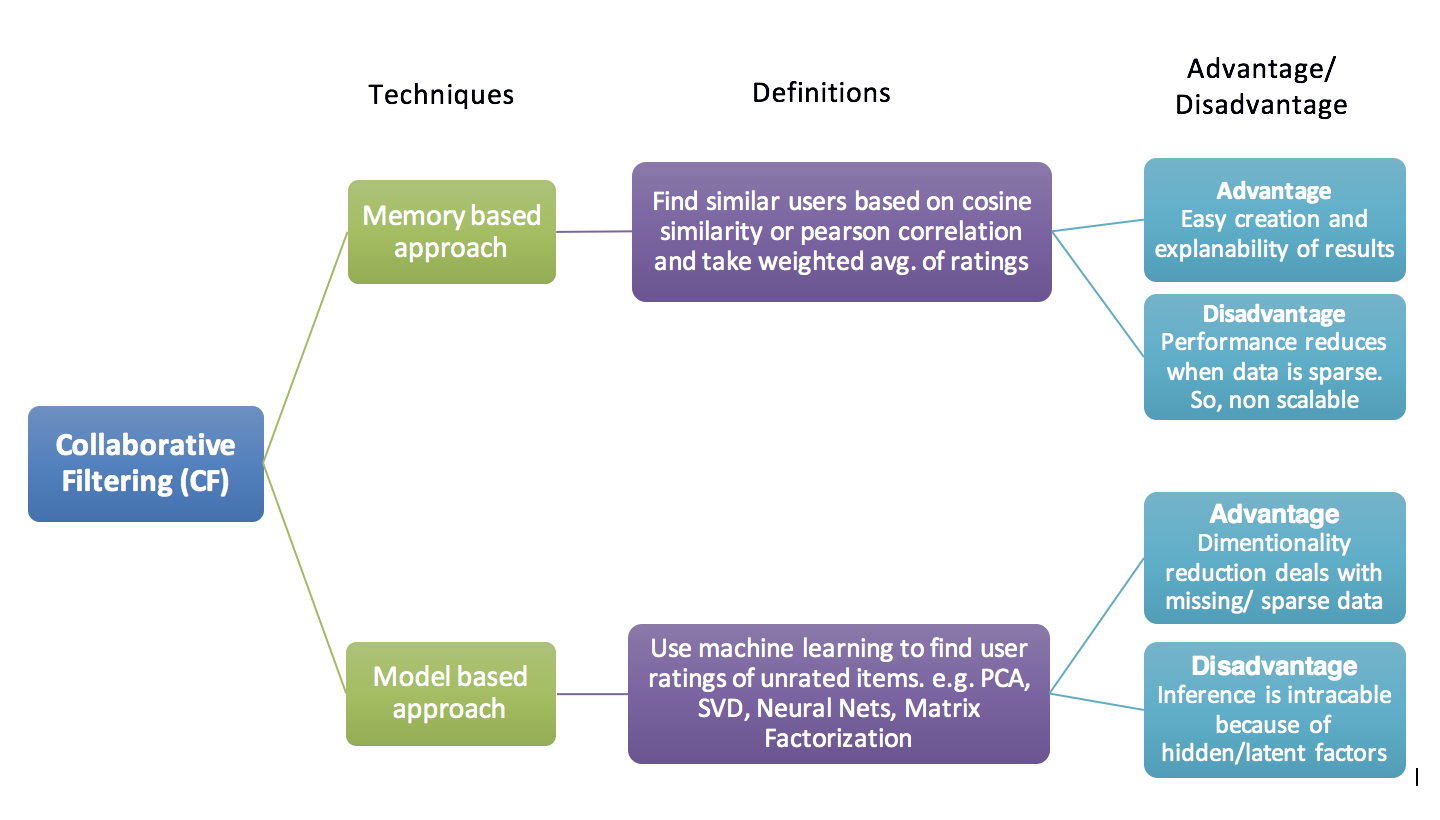 Techniques
Definitions
Advantage/
Disadvantage
Memory based
approach
Find similar users based on cosine
similarity or pearson correlation
and take weighted avg. of ratings
Advantage
Easy creation and
explanability of results
Disadvantage
Performance reduces
when data is sparse.
So, non scalable
Collaborative
Filtering (CF)
Model based
approach
Use machine learning to find user
ratings of unrated items. e.g. PCA,
SVD, Neural Nets, Matrix
Factorization
Advantage
Dimentionality
reduction deals with
missing/ sparse data
Disadvantage
Inference is intracable
because of
hidden/latent factors